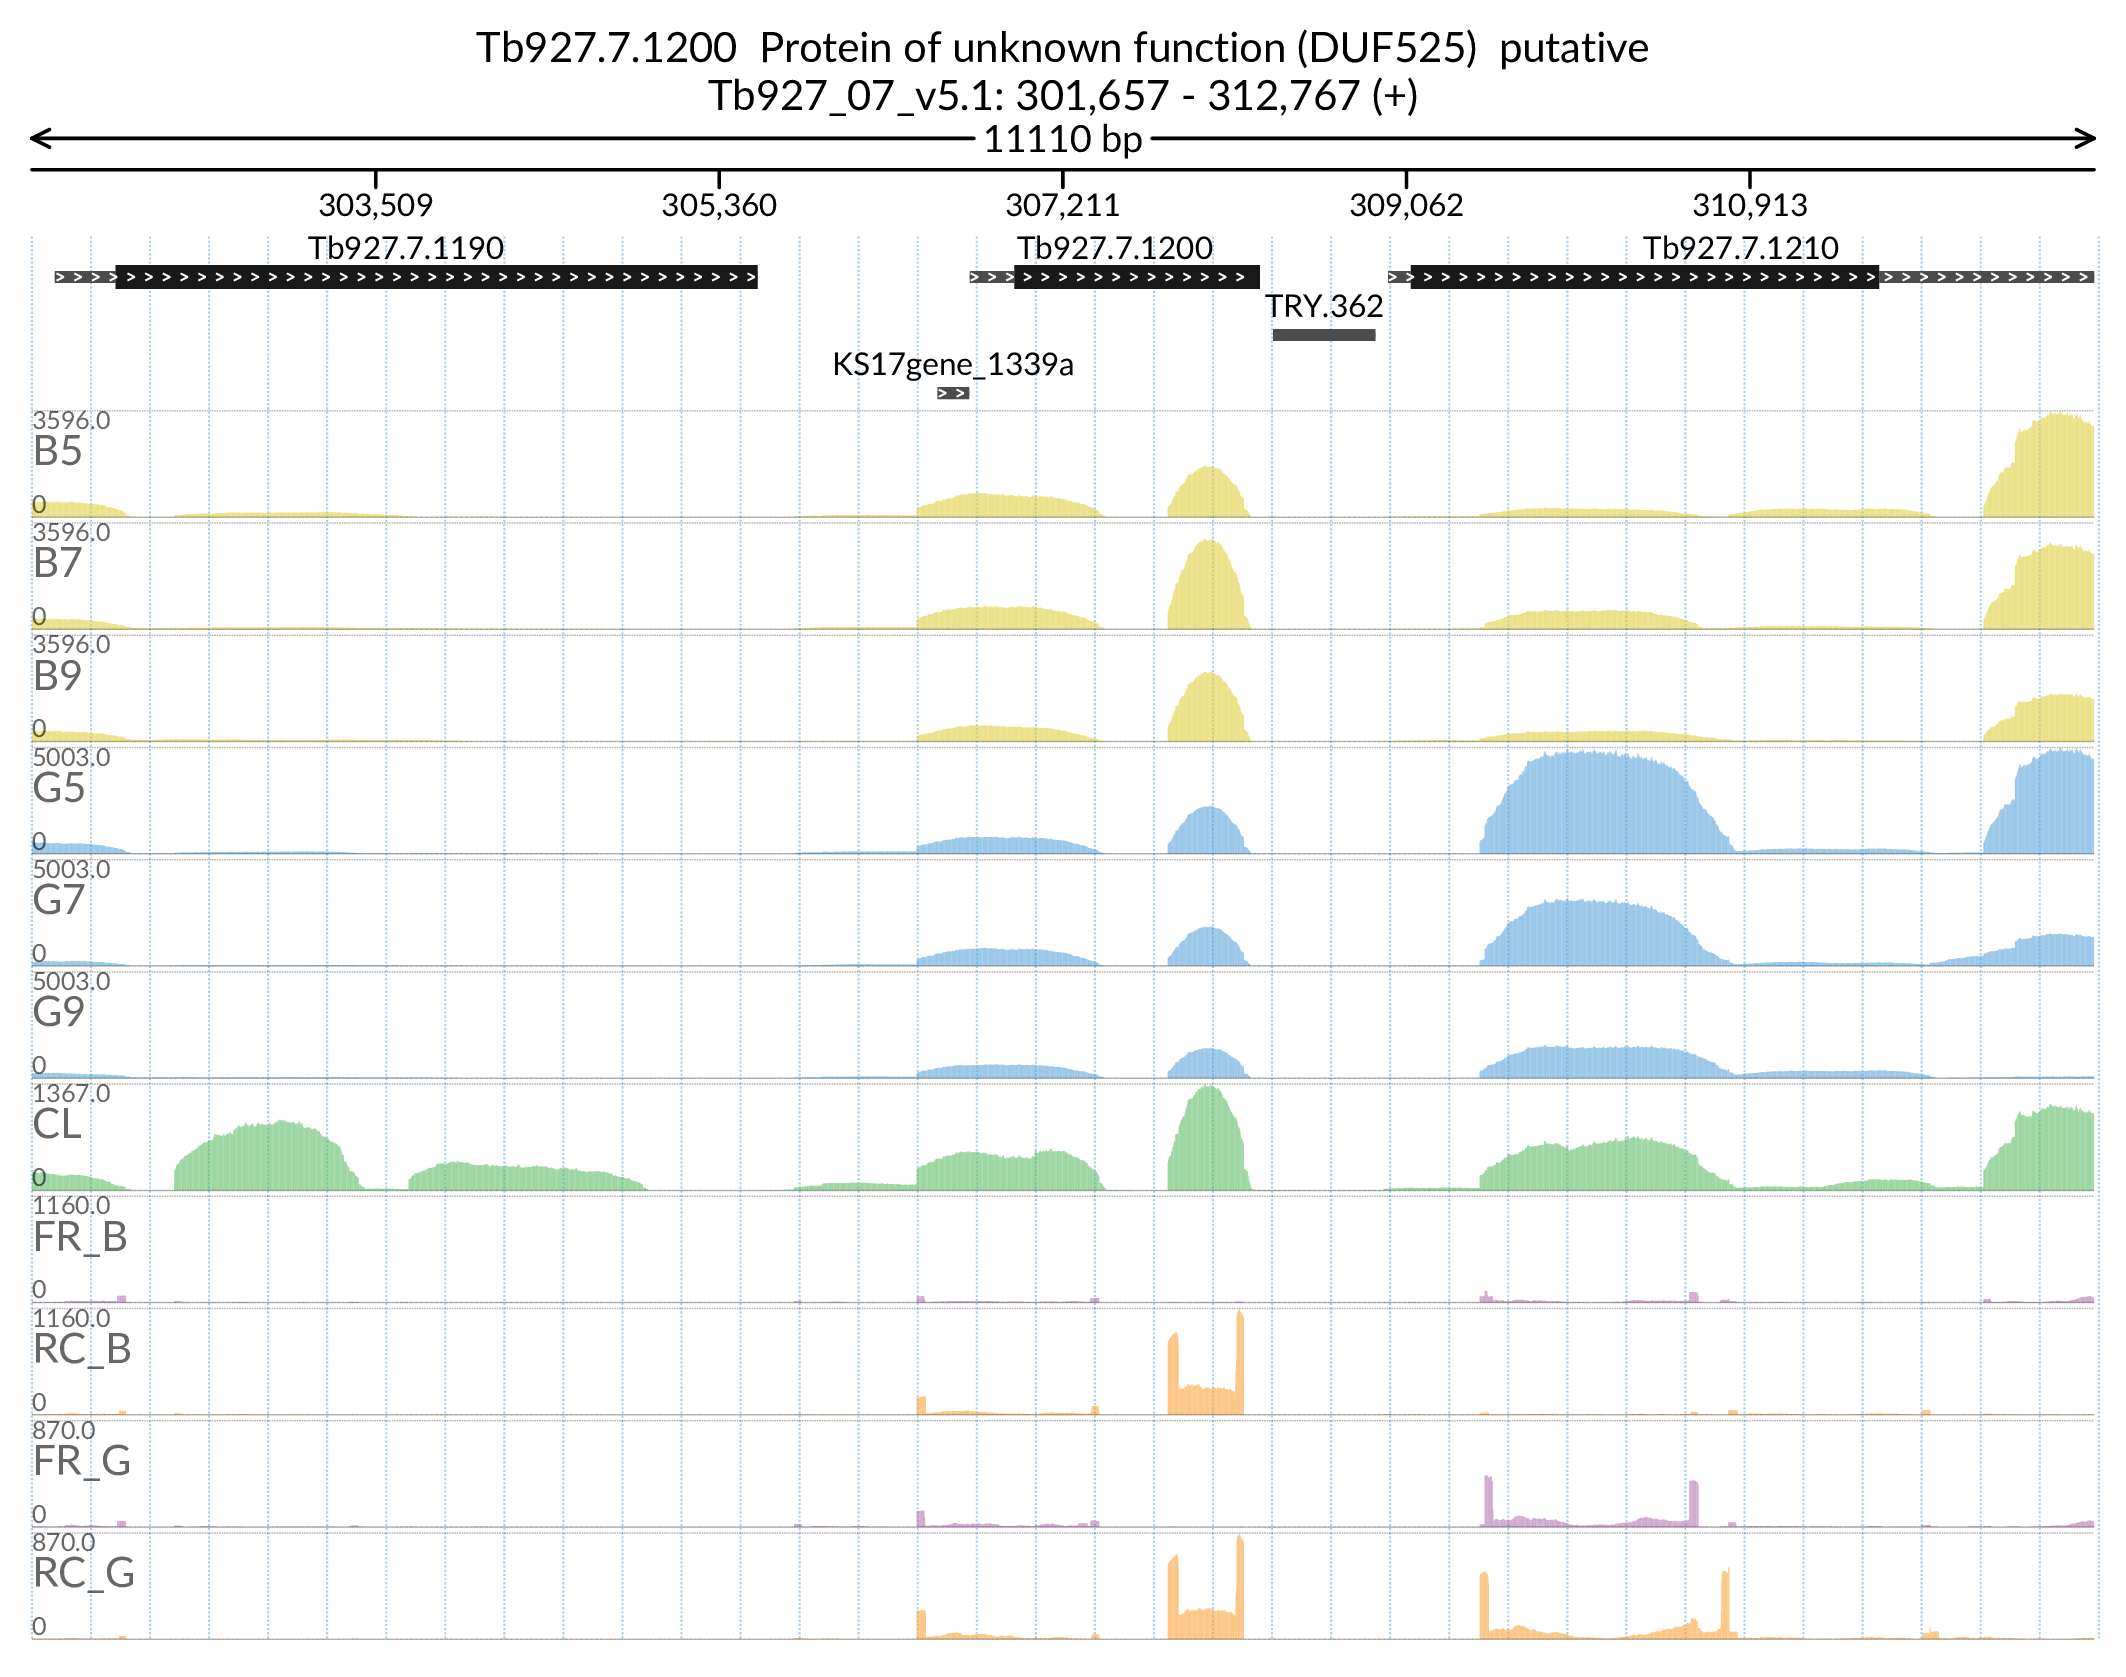 Tb927.7.1200  Protein of unknown function (DUF525)  putative
Tb927_07_v5.1: 301,657 - 312,767 (+)
11110 bp
303,509 305,360 307,211 309,062 310,913
Tb927.7.1190 Tb927.7.1200 Tb927.7.1210
TRY.362
KS17gene_1339a
3596.0
B5
0
3596.0
B7
0
3596.0
B9
0
5003.0
G5
0
5003.0
G7
0
5003.0
G9
0
1367.0
CL
0
1160.0
FR_B
0
1160.0
RC_B
0
870.0
FR_G
0
870.0
RC_G
0